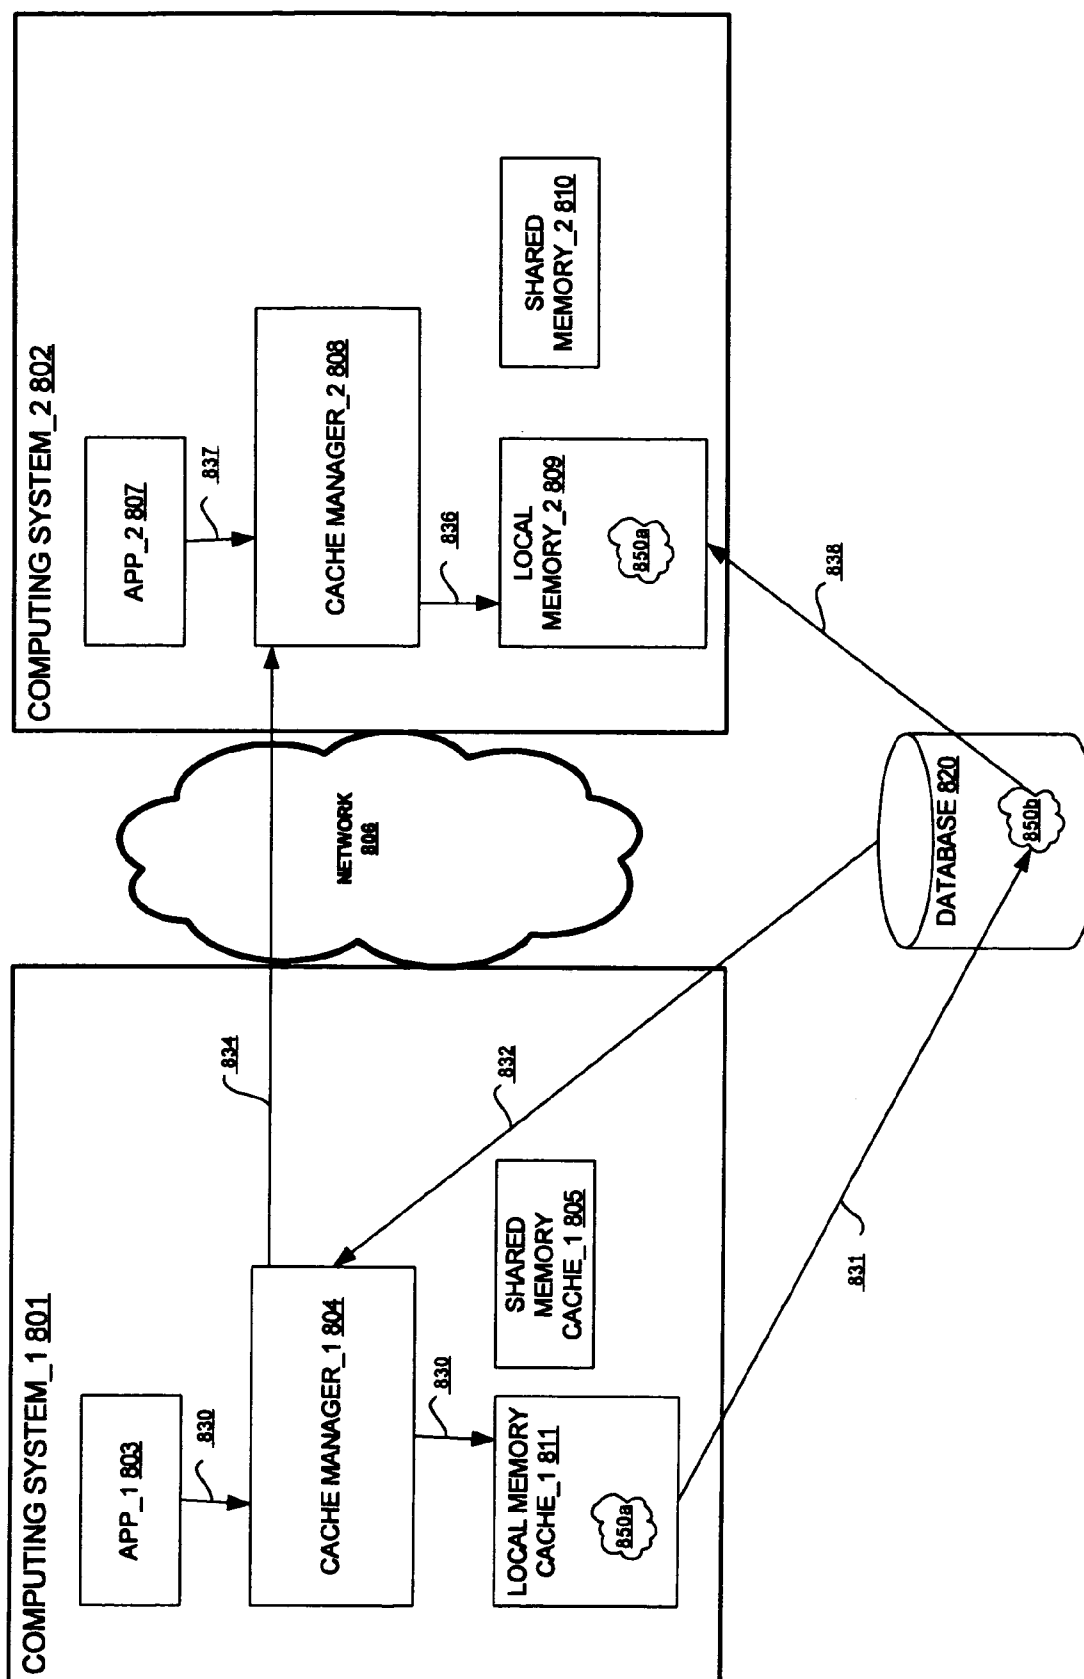 COMPUTING SYSTEM_1 801
APP_1 803
830
CACHE MANAGER_1 804
830
LOCAL MEMORY
CACHE_1 811
850a
SHARED
MEMORY
CACHE_1 805
834
832
831
NETWORK
806
DATABASE 820
850b
COMPUTING SYSTEM_2 802
APP_2 807
837
CACHE MANAGER_2 808
836
LOCAL
MEMORY_2 809
850a
SHARED
MEMORY_2 810
838